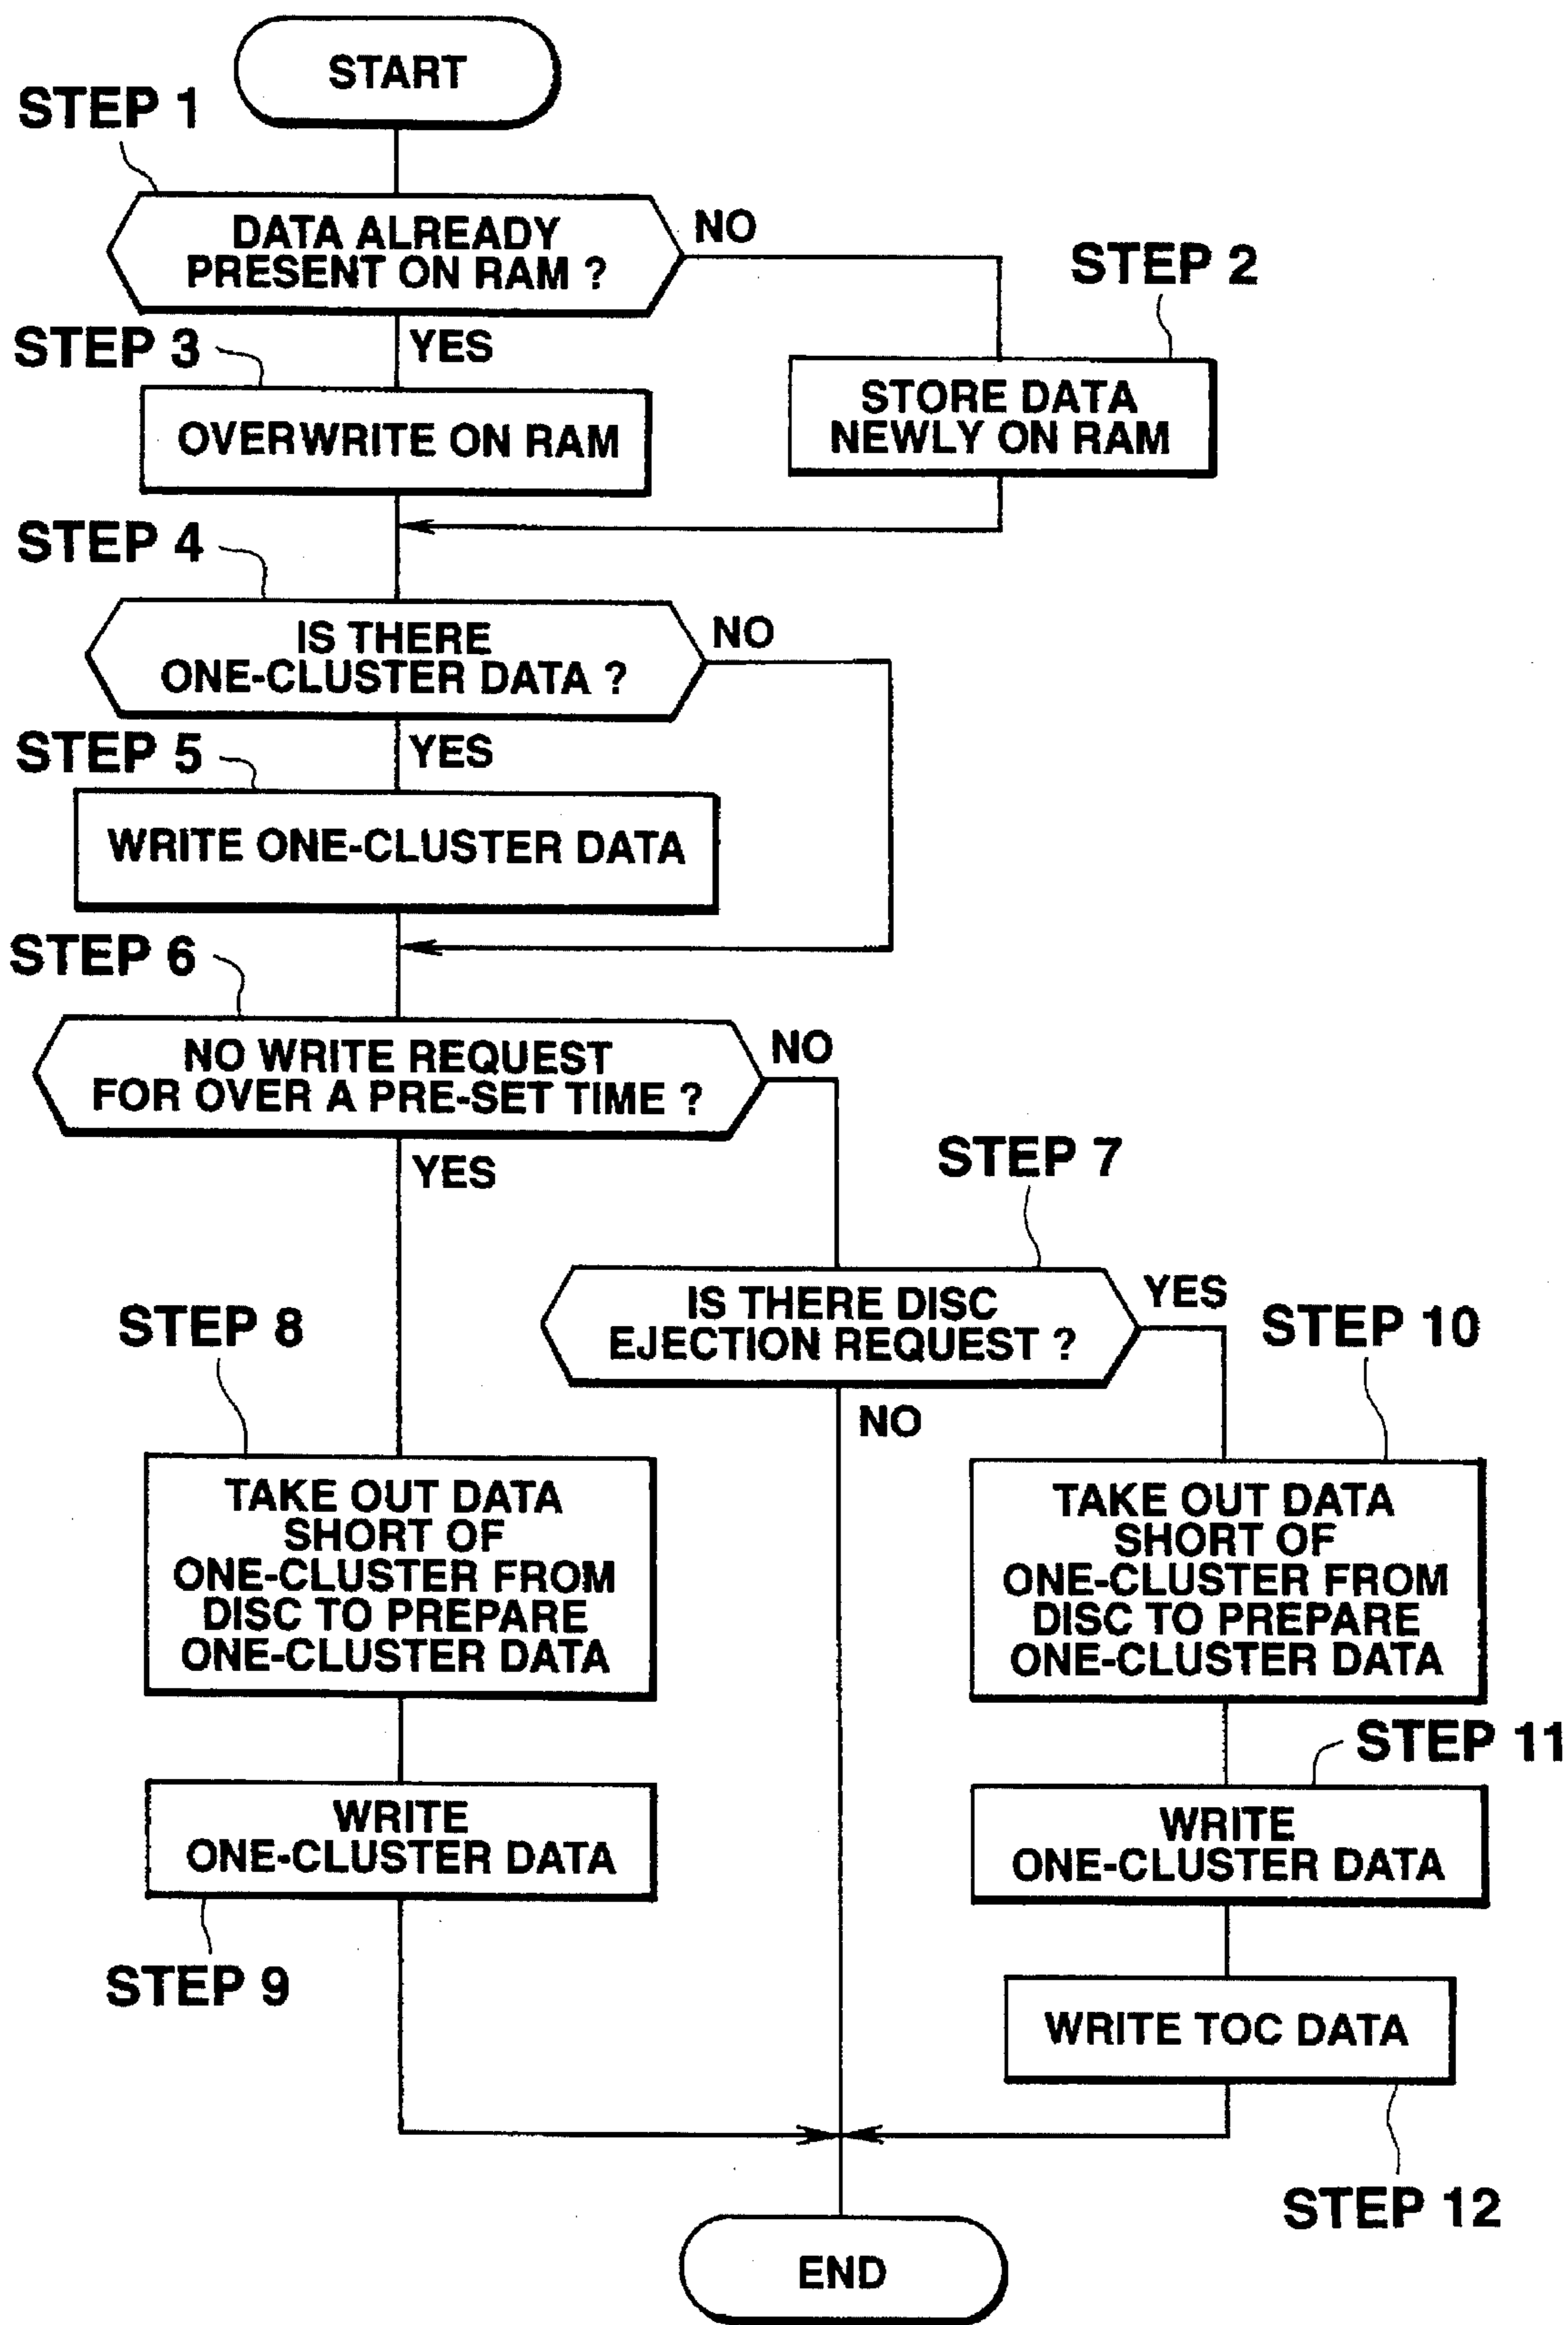 START
STEP 1
DATA ALREADY
PRESENT ON RAM ?
NO
STEP 2
YES
STEP 3
STORE DATA
NEWLY ON RAM
OVERWRITE ON RAM
STEP 4
IS THERE
ONE-CLUSTER DATA ?
NO
YES
STEP 5
WRITE ONE-CLUSTER DATA
STEP 6
NO WRITE REQUEST
FOR OVER A PRE-SET TIME ?
NO
YES
STEP 7
IS THERE DISC
EJECTION REQUEST ?
YES
NO
STEP 8
STEP 10
TAKE OUT DATA
SHORT OF
ONE-CLUSTER FROM
DISC TO PREPARE
ONE-CLUSTER DATA
TAKE OUT DATA
SHORT OF
ONE-CLUSTER FROM
DISC TO PREPARE
ONE-CLUSTER DATA
STEP 11
WRITE
ONE-CLUSTER DATA
WRITE
ONE-CLUSTER DATA
STEP 9
WRITE TOC DATA
STEP 12
END